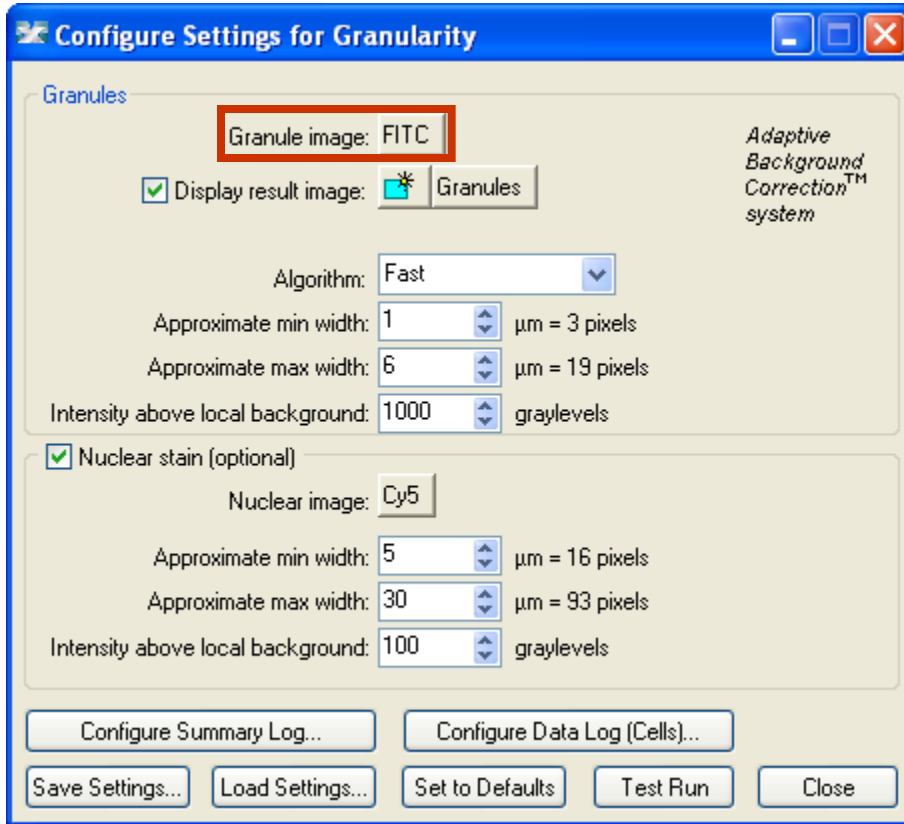 Configure Settings for Granularity
Granules
Granule image: FITC
Adaptive
Background
Correction™
system
Display result image: Granules
Algorithm: Fast
Approximate min width: 1 µm = 3 pixels
Approximate max width: 6 µm = 19 pixels
Intensity above local background: 1000 graylevels
Nuclear stain (optional)
Nuclear image: Cy5
Approximate min width: 5 µm = 16 pixels
Approximate max width: 30 µm = 93 pixels
Intensity above local background: 100 graylevels
Configure Summary Log... Configure Data Log (Cells)...
Save Settings... Load Settings... Set to Defaults Test Run Close